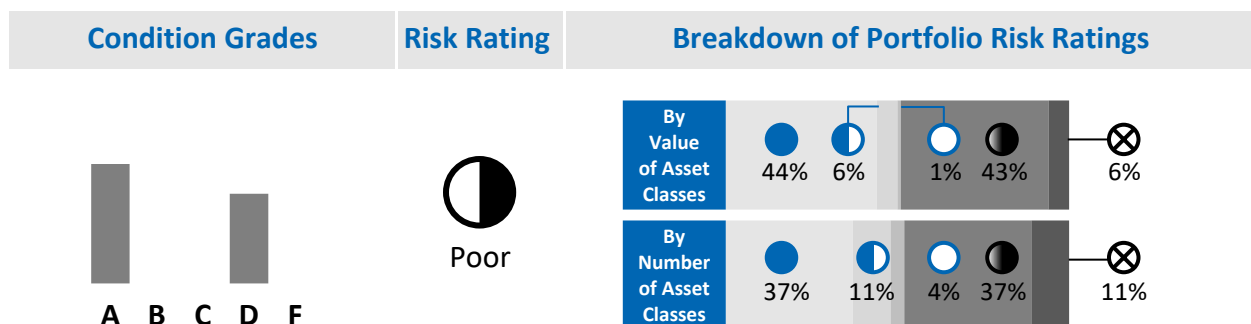 Condition Grades Risk Rating Breakdown of Portfolio Risk Ratings
By
Value
of Asset
Classes
44% 6% 1% 43% 6%
Poor
By
Number
of Asset
Classes
37% 11% 4% 37% 11%
A B C D F